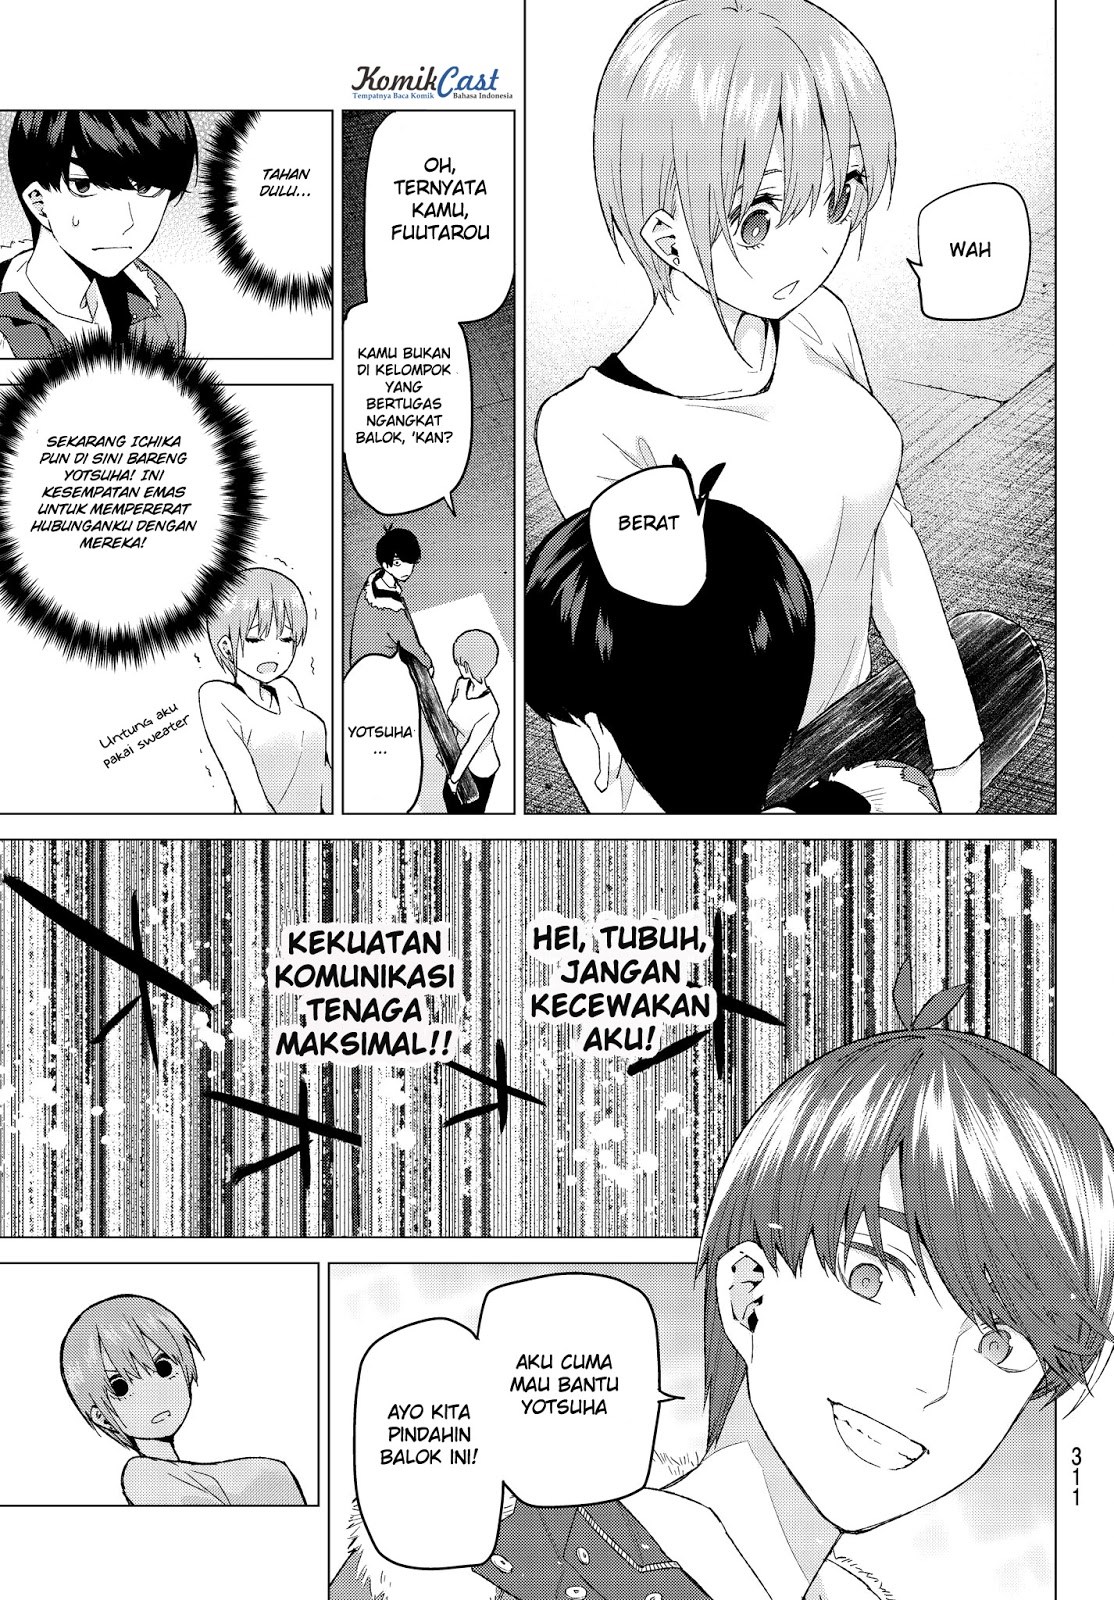 KomikCast
Tempatnya Baca Komik Bahasa Indonesia
WAH
BERAT
OH,
TERNYATA
KAMU,
FUUTAROU
KAMU BUKAN
DI KELOMPOK
YANG
BERTUGAS
NGANGKAT
BALOK, 'KAN?
YOTSUHA
...
TAHAN
DULU...
SEKARANG ICHIKA
PUN DI SINI BARENG
YOTSUHA! INI
KESEMPATAN EMAS
UNTUK MEMPERERAT
HUBUNGANKU DENGAN
MEREKA!
Untung aku
pakai sweater
HEI, TUBUH,
JANGAN
KECEWAKAN
AKU!
KEKUATAN
KOMUNIKASI
TENAGA
MAKSIMAL!!
AKU CUMA
MAU BANTU
YOTSUHA
AYO KITA
PINDAHIN
BALOK INI!
311